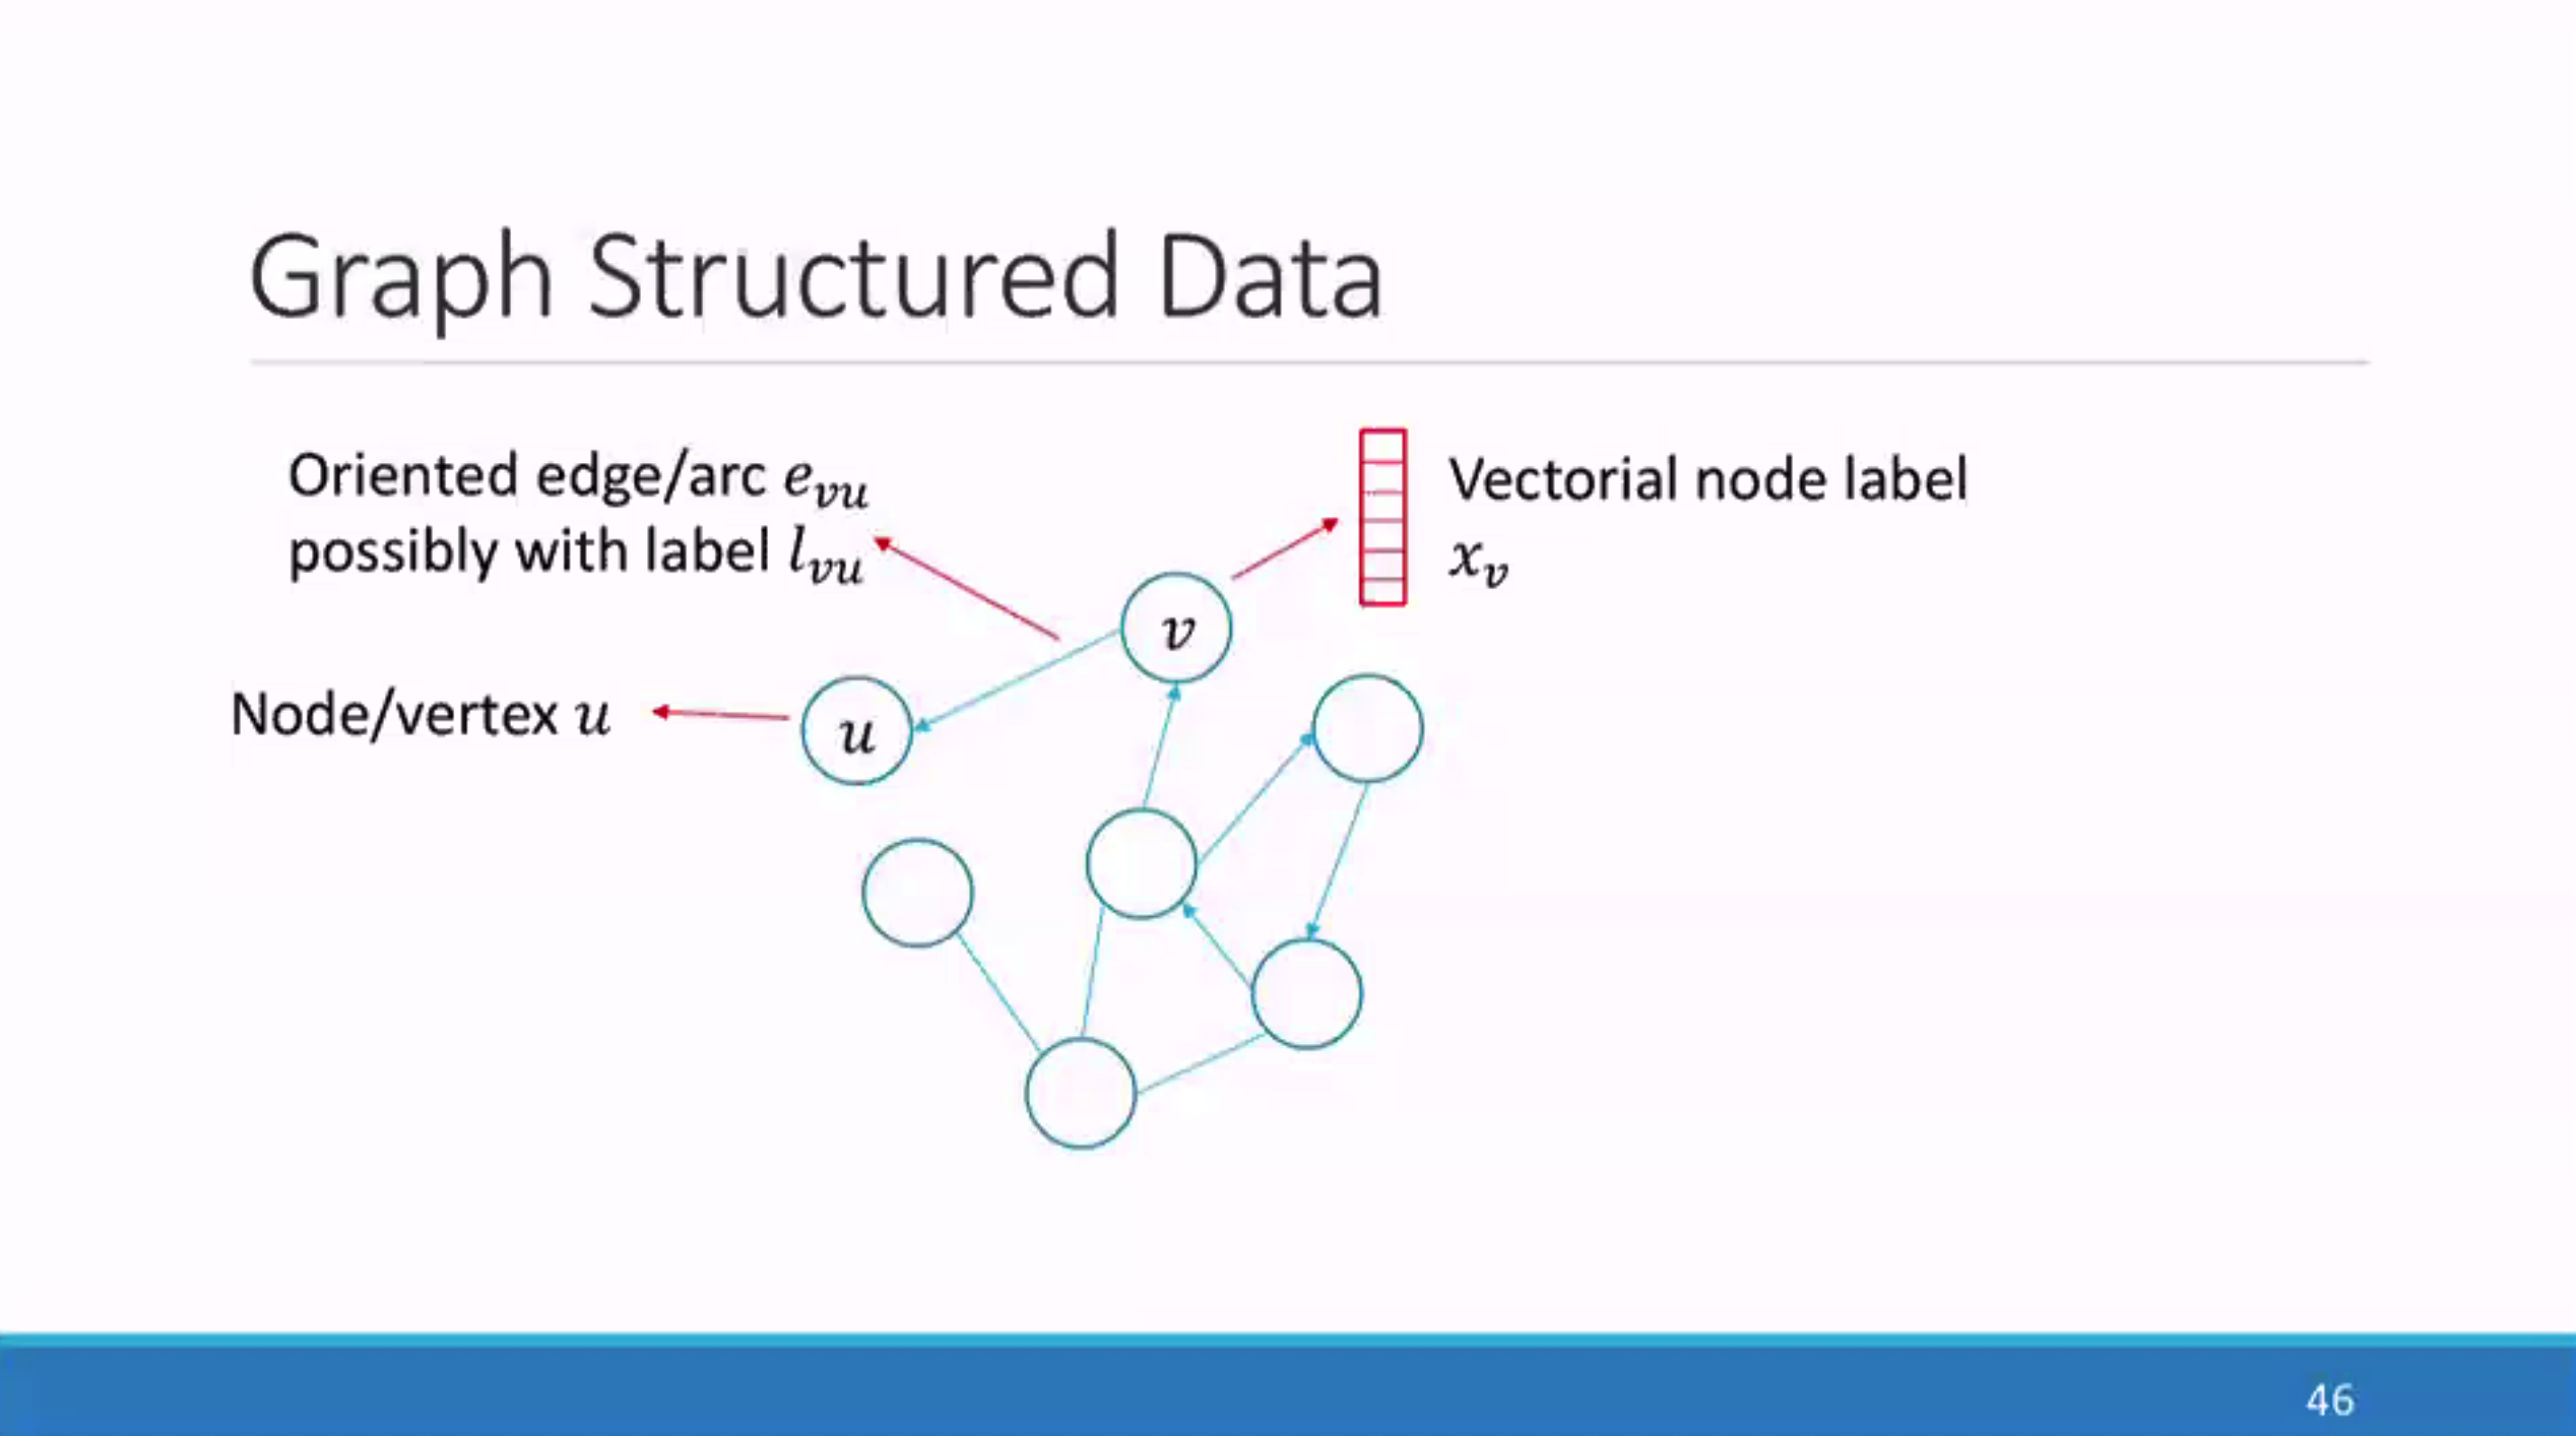 Graph Structured Data
Oriented edge/arc e_{vu}
possibly with label l_{vu}
Vectorial node label
x_v
v
Node/vertex u
u
46